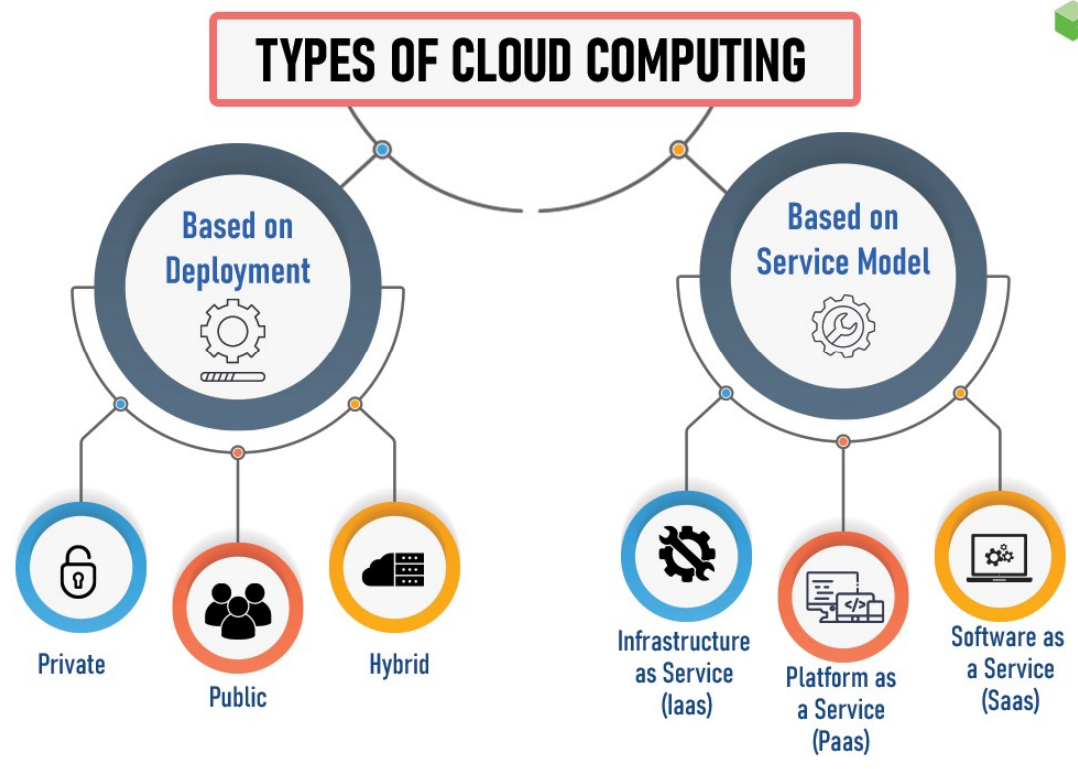 TYPES OF CLOUD COMPUTING
Based on
Deployment
Based on
Service Model
</>
Private
Public
Hybrid
Infrastructure
as Service
(Iaas)
Platform as
a Service
(Paas)
Software as
a Service
(Saas)